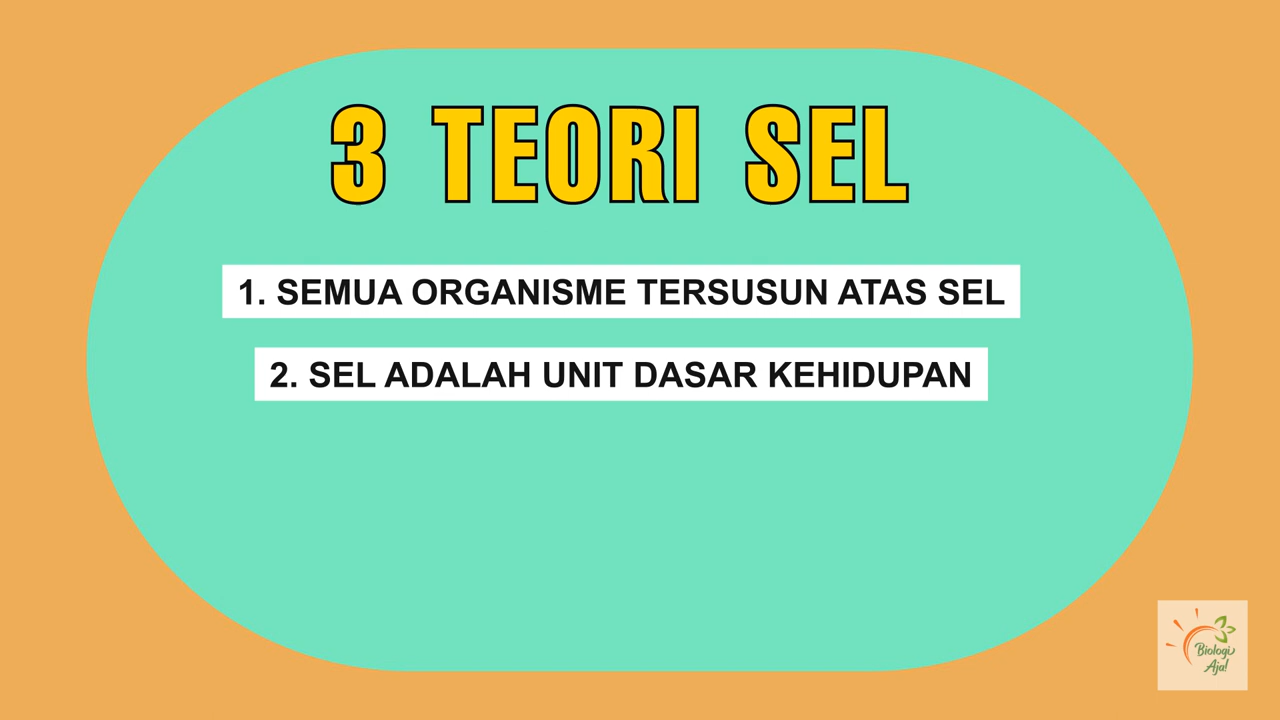 3 TEORI SEL
1. SEMUA ORGANISME TERSUSUN ATAS SEL
2. SEL ADALAH UNIT DASAR KEHIDUPAN
Biologi
Aja!